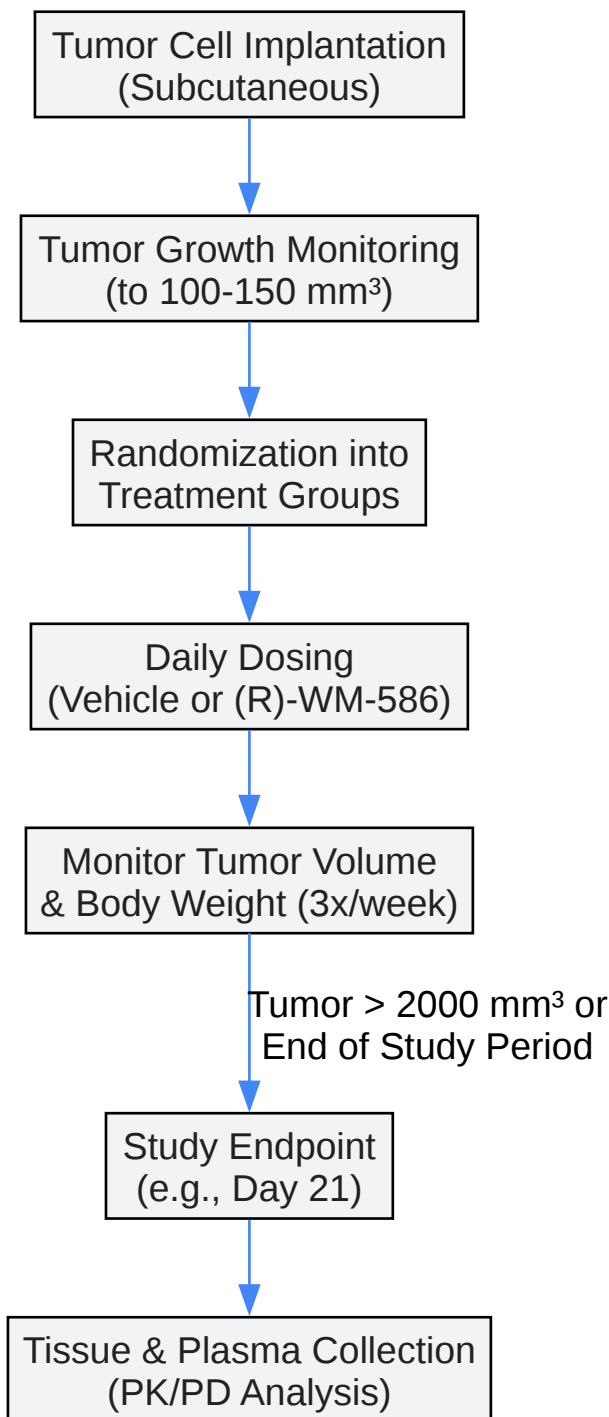 Tumor Cell Implantation
(Subcutaneous)
Tumor Growth Monitoring
(to 100-150 mm³)
Randomization into
Treatment Groups
Daily Dosing
(Vehicle or (R)-WM-586)
Monitor Tumor Volume
& Body Weight (3x/week)
Tumor > 2000 mm³ or
End of Study Period
Study Endpoint
(e.g., Day 21)
Tissue & Plasma Collection
(PK/PD Analysis)